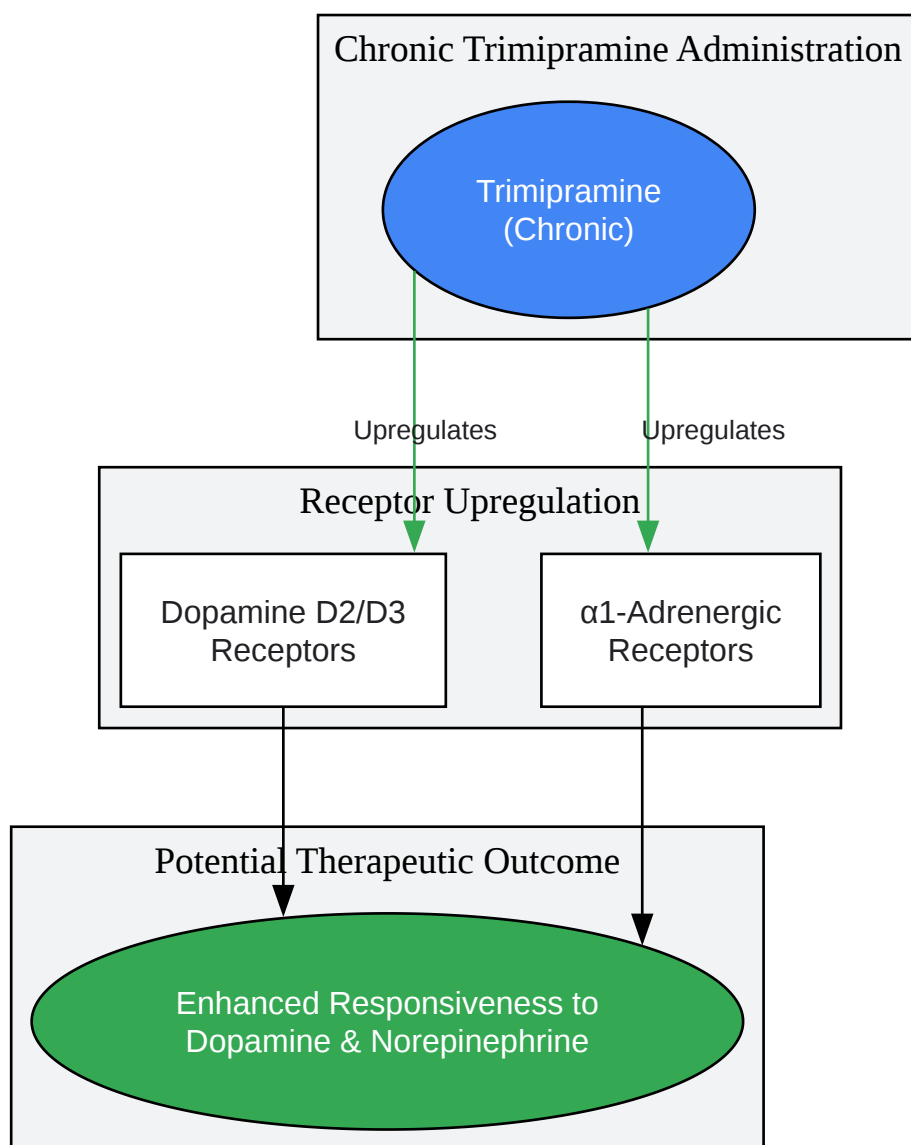 Chronic Trimipramine Administration
Trimipramine
(Chronic)
Upregulates
Upregulates
Receptor Upregulation
Dopamine D2/D3
Receptors
α1-Adrenergic
Receptors
Potential Therapeutic Outcome
Enhanced Responsiveness to
Dopamine & Norepinephrine